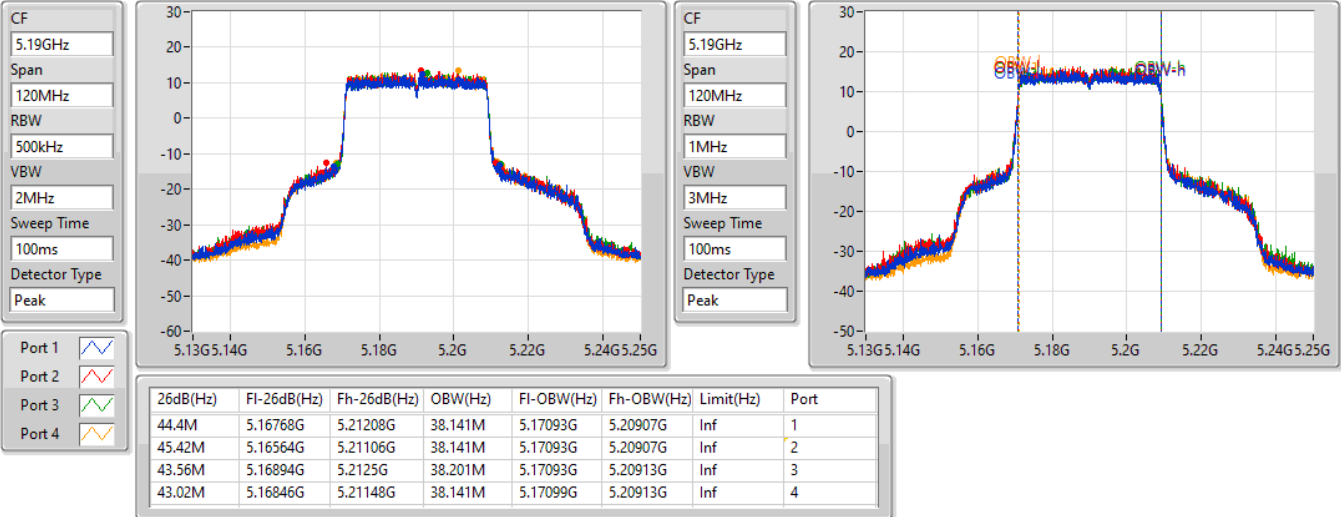 CF
5.19GHz
Span
120MHz
RBW
500kHz
VBW
2MHz
Sweep Time
100ms
Detector Type
Peak
30
20
10
0
-10
-20
-30
-40
-50
-60
5.13G 5.14G 5.16G 5.18G 5.2G 5.22G 5.24G 5.25G
CF
5.19GHz
Span
120MHz
RBW
1MHz
VBW
3MHz
Sweep Time
100ms
Detector Type
Peak
30
20
10
0
-10
-20
-30
-40
-50
OBW-l OBW-h
5.13G 5.14G 5.16G 5.18G 5.2G 5.22G 5.24G 5.25G
Port 1
Port 2
Port 3
Port 4
26dB(Hz) Fl-26dB(Hz) Fh-26dB(Hz) OBW(Hz) Fl-OBW(Hz) Fh-OBW(Hz) Limit(Hz) Port
44.4M 5.16768G 5.21208G 38.141M 5.17093G 5.20907G Inf 1
45.42M 5.16564G 5.21106G 38.141M 5.17093G 5.20907G Inf 2
43.56M 5.16894G 5.2125G 38.201M 5.17093G 5.20913G Inf 3
43.02M 5.16846G 5.21148G 38.141M 5.17099G 5.20913G Inf 4